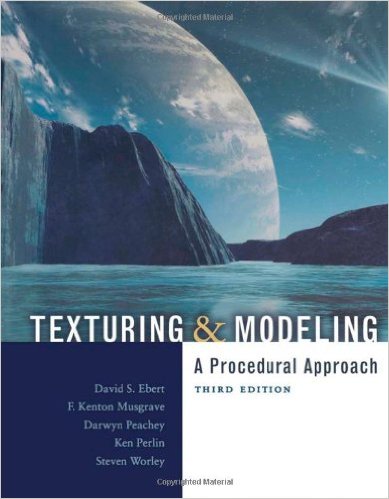 TEXTURING & MODELING
A Procedural Approach
THIRD EDITION
David S. Ebert
F. Kenton Musgrave
Darwyn Peachey
Ken Perlin
Steven Worley
Copyrighted Material